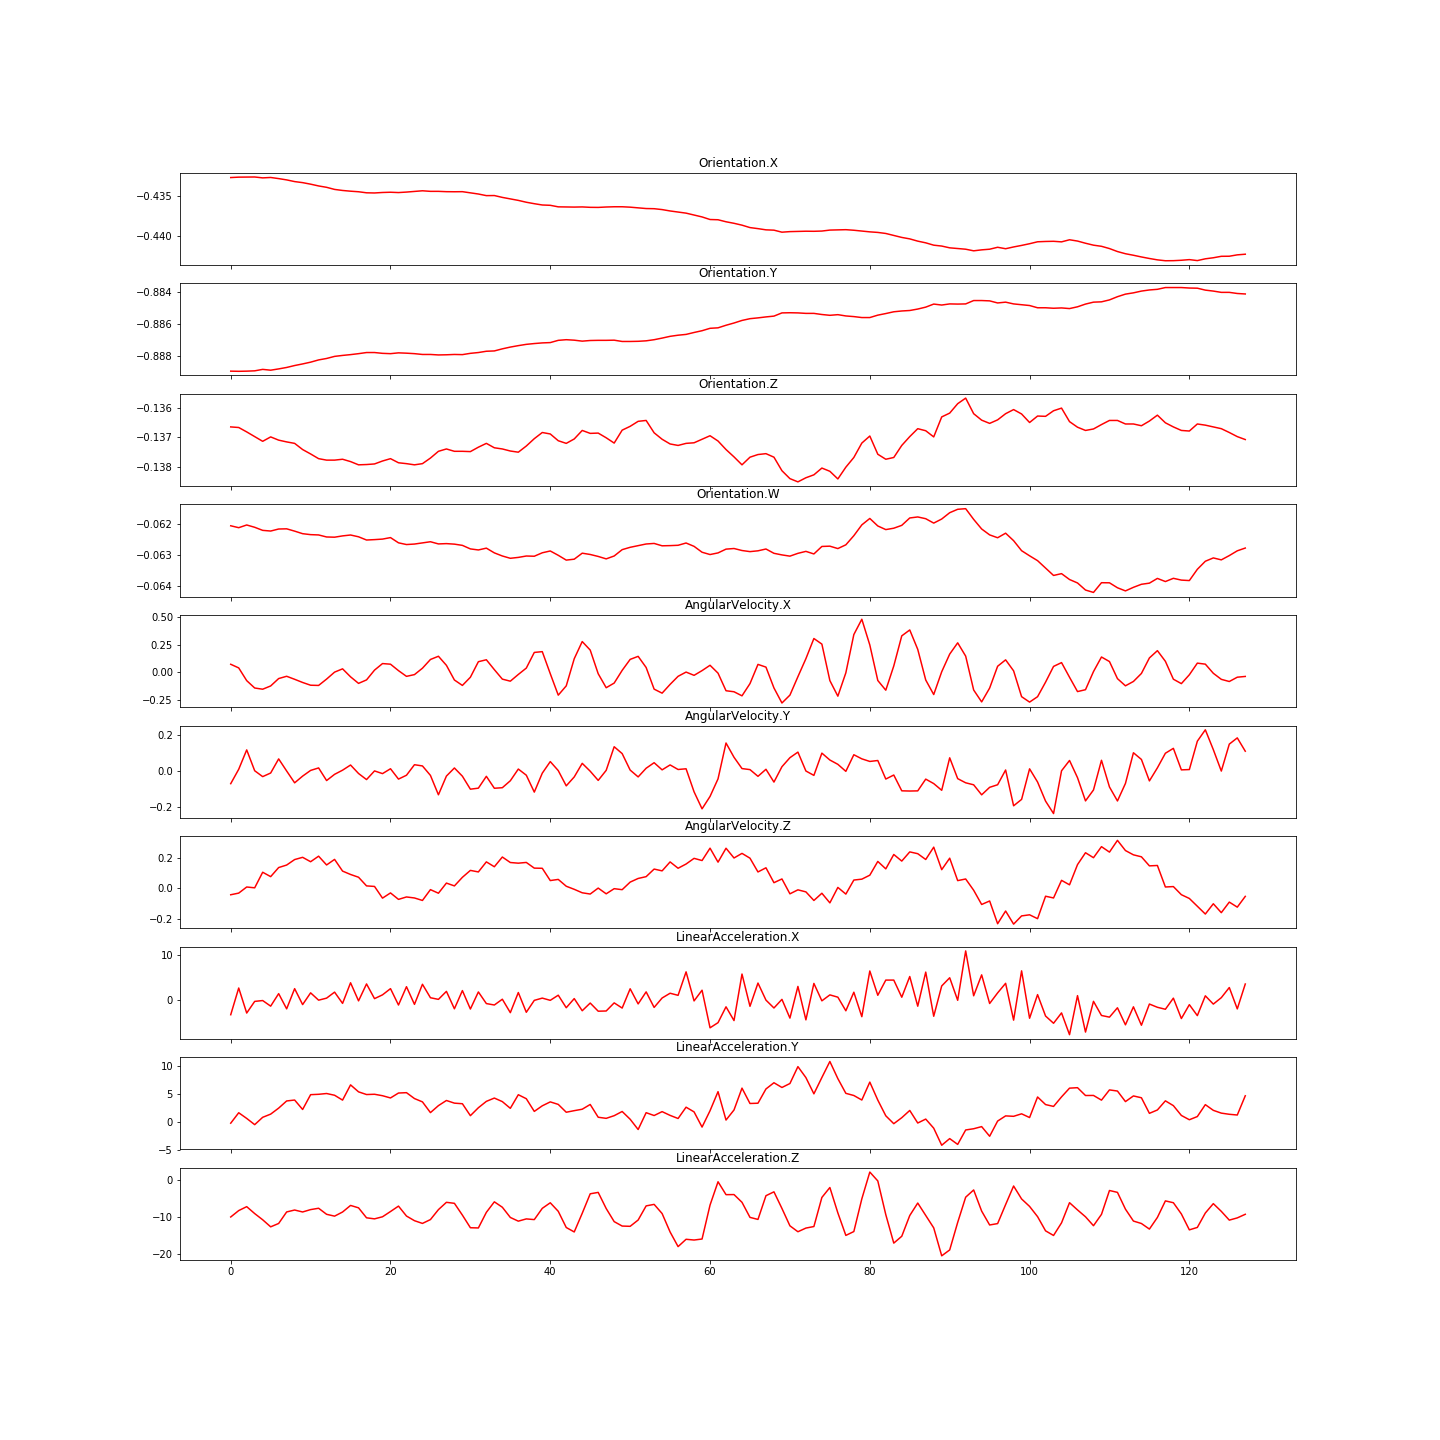 Orientation.X
−0.435
−0.440
Orientation.Y
−0.884
−0.886
−0.888
Orientation.Z
−0.136
−0.137
−0.138
Orientation.W
−0.062
−0.063
−0.064
AngularVelocity.X
0.50
0.25
0.00
−0.25
AngularVelocity.Y
0.2
0.0
−0.2
AngularVelocity.Z
0.2
0.0
−0.2
LinearAcceleration.X
10
0
LinearAcceleration.Y
10
5
0
−5
LinearAcceleration.Z
0
−10
−20
0 20 40 60 80 100 120